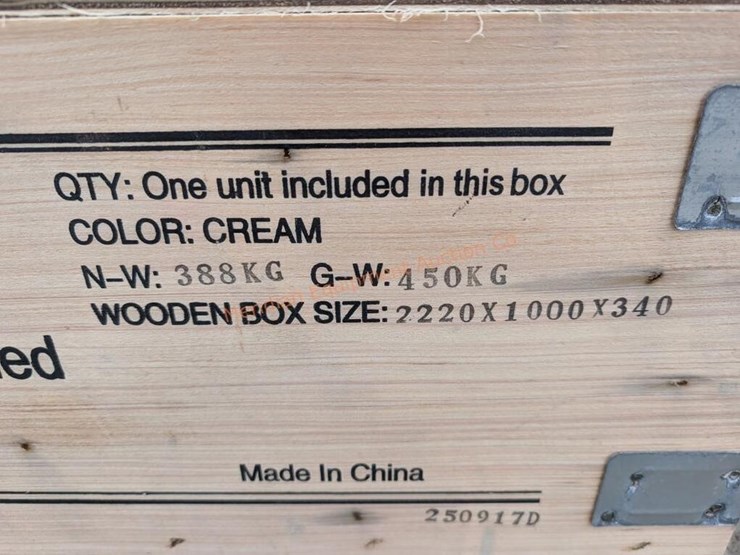 QTY: One unit included in this box
COLOR: CREAM
N-W: 388KG G-W: 450KG
WOODEN BOX SIZE: 2220X1000X340
ed
Made In China
250917D